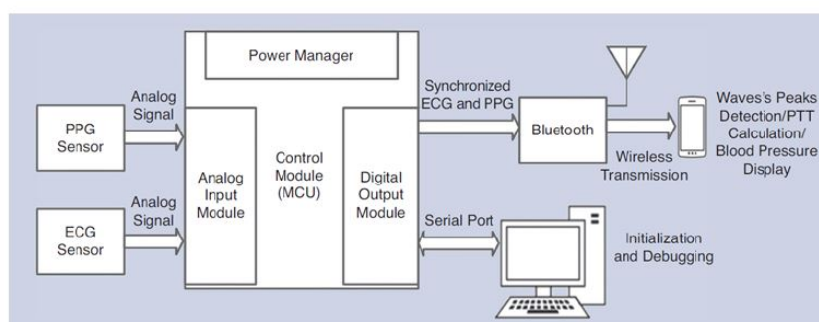 Power Manager
Analog
Signal
PPG
Sensor
Analog
Signal
ECG
Sensor
Analog
Input
Module
Control
Module
(MCU)
Digital
Output
Module
Synchronized
ECG and PPG
Bluetooth
Wireless
Transmission
Waves's Peaks
Detection/PTT
Calculation/
Blood Pressure
Display
Serial Port
Initialization
and Debugging